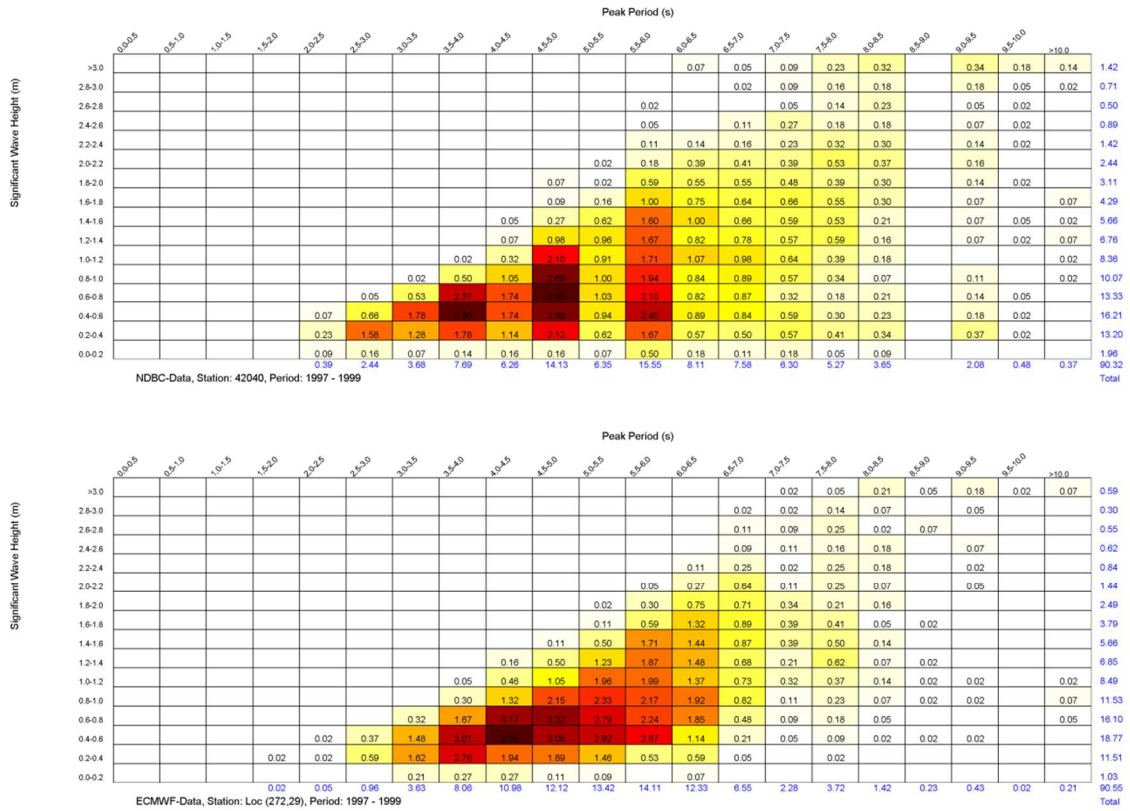 Peak Period (s)
0.0-0.5 0.5-1.0 1.0-1.5 1.5-2.0 2.0-2.5 2.5-3.0 3.0-3.5 3.5-4.0 4.0-4.5 4.5-5.0 5.0-5.5 5.5-6.0 6.0-6.5 6.5-7.0 7.0-7.5 7.5-8.0 8.0-8.5 8.5-9.0 9.0-9.5 9.5-10.0 >10.0
Significant Wave Height (m)
>3.0 0.07 0.05 0.09 0.23 0.32 0.34 0.18 0.14 1.42
2.8-3.0 0.02 0.09 0.16 0.18 0.18 0.05 0.02 0.71
2.6-2.8 0.02 0.05 0.14 0.23 0.05 0.02 0.50
2.4-2.6 0.05 0.11 0.27 0.18 0.18 0.07 0.02 0.89
2.2-2.4 0.11 0.14 0.16 0.23 0.32 0.30 0.14 0.02 1.42
2.0-2.2 0.02 0.18 0.39 0.41 0.39 0.53 0.37 0.16 2.44
1.8-2.0 0.07 0.02 0.59 0.55 0.55 0.48 0.39 0.30 0.14 0.02 3.11
1.6-1.8 0.09 0.16 1.00 0.75 0.64 0.66 0.55 0.30 0.07 0.07 4.29
1.4-1.6 0.05 0.27 0.62 1.60 1.00 0.66 0.59 0.53 0.21 0.07 0.05 0.02 5.66
1.2-1.4 0.07 0.98 0.96 1.67 0.82 0.78 0.57 0.59 0.16 0.07 0.02 0.07 6.76
1.0-1.2 0.02 0.32 2.10 0.91 1.71 1.07 0.98 0.64 0.39 0.18 0.02 8.36
0.8-1.0 0.02 0.50 1.05 2.69 1.00 1.94 0.84 0.89 0.57 0.34 0.07 0.11 0.02 10.07
0.6-0.8 0.05 0.53 2.37 1.74 1.03 2.10 0.82 0.87 0.32 0.18 0.21 0.14 0.05 13.33
0.4-0.6 0.07 0.66 1.78 1.74 0.94 2.40 0.89 0.84 0.59 0.30 0.23 0.18 0.02 16.21
0.2-0.4 0.23 1.58 1.28 1.78 1.14 2.12 0.62 1.67 0.57 0.50 0.57 0.41 0.34 0.37 0.02 13.20
0.0-0.2 0.09 0.16 0.07 0.14 0.16 0.16 0.07 0.50 0.18 0.11 0.18 0.05 0.09 1.96
0.39 2.44 3.68 7.69 6.26 14.13 6.35 15.55 8.11 7.58 6.30 5.27 3.65 2.08 0.48 0.37 90.32
NDBC-Data, Station: 42040, Period: 1997 - 1999 Total
Peak Period (s)
0.0-0.5 0.5-1.0 1.0-1.5 1.5-2.0 2.0-2.5 2.5-3.0 3.0-3.5 3.5-4.0 4.0-4.5 4.5-5.0 5.0-5.5 5.5-6.0 6.0-6.5 6.5-7.0 7.0-7.5 7.5-8.0 8.0-8.5 8.5-9.0 9.0-9.5 9.5-10.0 >10.0
Significant Wave Height (m)
>3.0 0.02 0.05 0.21 0.05 0.18 0.02 0.07 0.59
2.8-3.0 0.02 0.02 0.14 0.07 0.05 0.30
2.6-2.8 0.11 0.09 0.25 0.02 0.07 0.55
2.4-2.6 0.09 0.11 0.16 0.18 0.07 0.62
2.2-2.4 0.11 0.25 0.02 0.25 0.18 0.02 0.84
2.0-2.2 0.05 0.27 0.64 0.11 0.25 0.07 0.05 1.44
1.8-2.0 0.02 0.30 0.75 0.71 0.34 0.21 0.16 2.49
1.6-1.8 0.11 0.59 1.32 0.89 0.39 0.41 0.05 0.02 3.79
1.4-1.6 0.11 0.50 1.71 1.44 0.87 0.39 0.50 0.14 5.66
1.2-1.4 0.16 0.50 1.23 1.87 1.48 0.68 0.21 0.62 0.07 0.02 6.85
1.0-1.2 0.05 0.46 1.05 1.96 1.99 1.37 0.73 0.32 0.37 0.14 0.02 0.02 0.02 8.49
0.8-1.0 0.30 1.32 2.15 2.33 2.17 1.92 0.82 0.11 0.23 0.07 0.02 0.02 0.07 11.53
0.6-0.8 0.32 1.67 3.17 3.22 2.79 2.24 1.85 0.48 0.09 0.18 0.05 0.05 16.10
0.4-0.6 0.02 0.37 1.48 3.01 3.08 2.92 2.87 1.14 0.21 0.05 0.09 0.02 0.02 0.02 18.77
0.2-0.4 0.02 0.02 0.59 1.62 2.76 1.94 1.89 1.46 0.53 0.59 0.07 0.02 11.51
0.0-0.2 0.21 0.27 0.27 0.11 0.09 0.07 1.03
0.02 0.05 0.96 3.63 8.06 10.98 12.12 13.42 14.11 12.33 6.55 2.28 3.72 1.42 0.23 0.43 0.02 0.21 90.55
ECMWF-Data, Station: Loc (272,29), Period: 1997 - 1999 Total